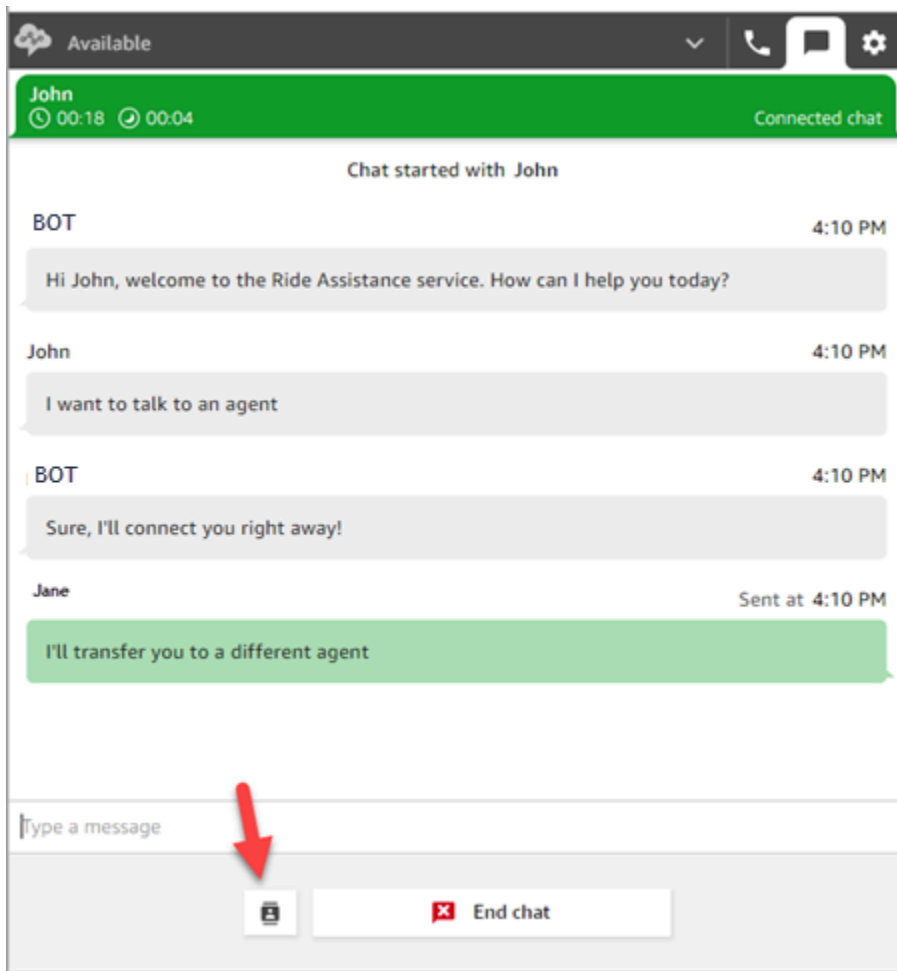 Available
John
00:18 00:04 Connected chat
Chat started with John
BOT 4:10 PM
Hi John, welcome to the Ride Assistance service. How can I help you today?
John 4:10 PM
I want to talk to an agent
BOT 4:10 PM
Sure, I'll connect you right away!
Jane Sent at 4:10 PM
I'll transfer you to a different agent
Type a message
End chat